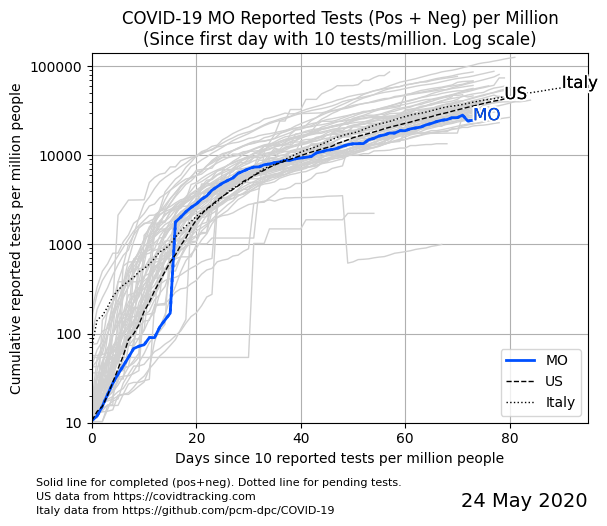 COVID-19 MO Reported Tests (Pos + Neg) per Million
(Since first day with 10 tests/million. Log scale)
Cumulative reported tests per million people
100000
10000
1000
100
10
US
Italy
MO
MO
US
Italy
0
20
40
60
80
Days since 10 reported tests per million people
Solid line for completed (pos+neg). Dotted line for pending tests.
US data from https://covidtracking.com
Italy data from https://github.com/pcm-dpc/COVID-19
24 May 2020